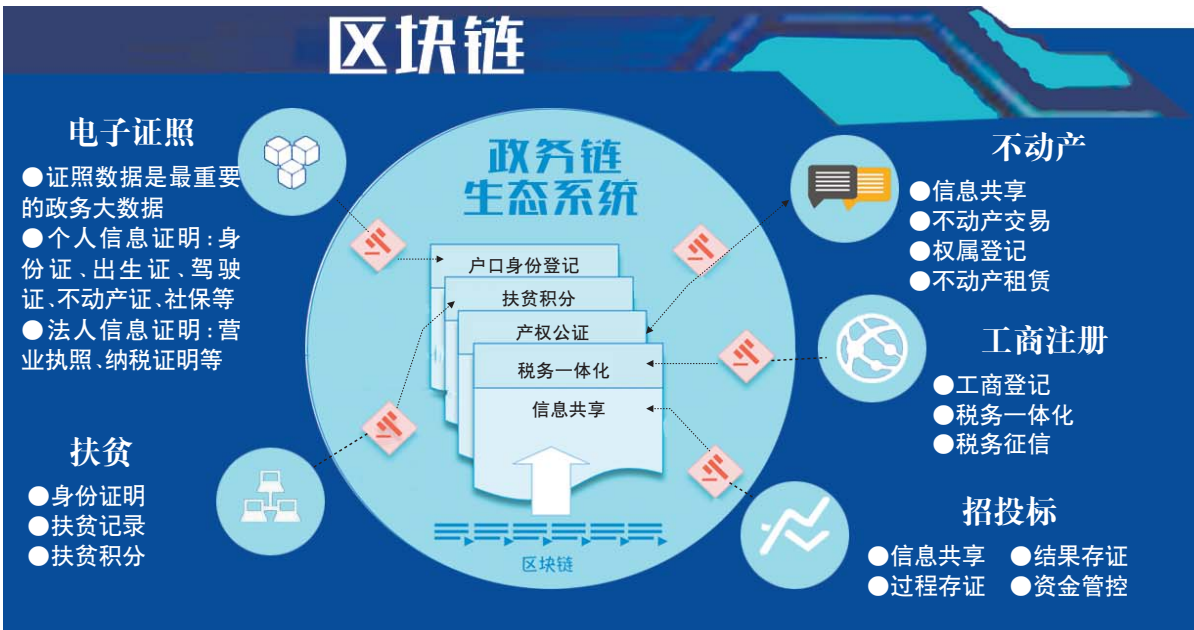 区块链
电子证照
●证照数据是最重要
的政务大数据
●个人信息证明:身
份证、出生证、驾驶
证、不动产证、社保等
●法人信息证明:营
业执照、纳税证明等
扶贫
●身份证明
●扶贫记录
●扶贫积分
政务链
生态系统
户口身份登记
扶贫积分
产权公证
税务一体化
信息共享
区块链
不动产
●信息共享
●不动产交易
●权属登记
●不动产租赁
工商注册
●工商登记
●税务一体化
●税务征信
招投标
●信息共享 ●结果存证
●过程存证 ●资金管控